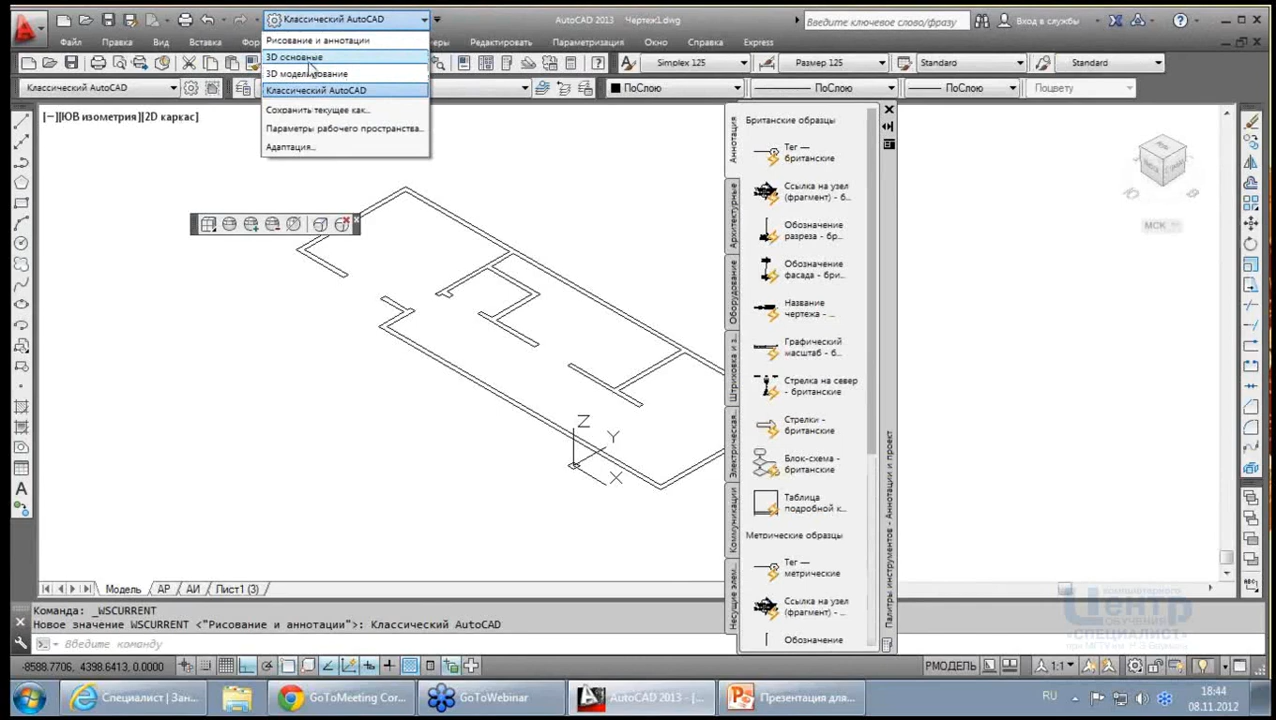 Классический AutoCAD
AutoCAD 2013
Чертеж1.dwg
Введите ключевое слово/фразу
Вход в службы
Файл
Правка
Вид
Вставка
Редактировать
Параметризация
Окно
Справка
Express
Рисование и аннотации
3D основные
3D моделирование
Классический AutoCAD
Сохранить текущее как...
Параметры рабочего пространства...
Адаптация...
Simplex 125
Размер 125
Standard
Standard
Классический AutoCAD
ПоСлою
ПоСлою
ПоСлою
Поцвету
[−][ЮВ изометрия][2D каркас]
МСК
Z
Y
X
Аннотация
Архитектурные
Оборудование
Штриховка и з...
Электрическая...
Коммуникации
Несущие элем...
Британские образцы
Тег —
британские
Ссылка на узел
(фрагмент) - б...
Обозначение
разреза - бр...
Обозначение
фасада - бри...
Название
чертежа - ...
Графический
масштаб - б...
Стрелка на север
- британские
Стрелки -
британские
Блок-схема -
британские
Таблица
подробной к...
Метрические образцы
Тег —
метрические
Ссылка на узел
(фрагмент) - ...
Обозначение
Палитры инструментов - Аннотации и проект
Модель
АР
АИ
Лист1 (3)
Команда: _WSCURRENT
Новое значение WSCURRENT <"Рисование и аннотации">: Классический AutoCAD
Введите команду
-8589.7706, 4398.6413, 0.0000
РМОДЕЛЬ
1:1
компьютерного
Центр
ОБУЧЕНИЯ
«СПЕЦИАЛИСТ»
Специалист | Зан...
GoToMeeting Cor...
GoToWebinar
AutoCAD 2013 - [...
Презентация для...
RU
18:44
08.11.2012